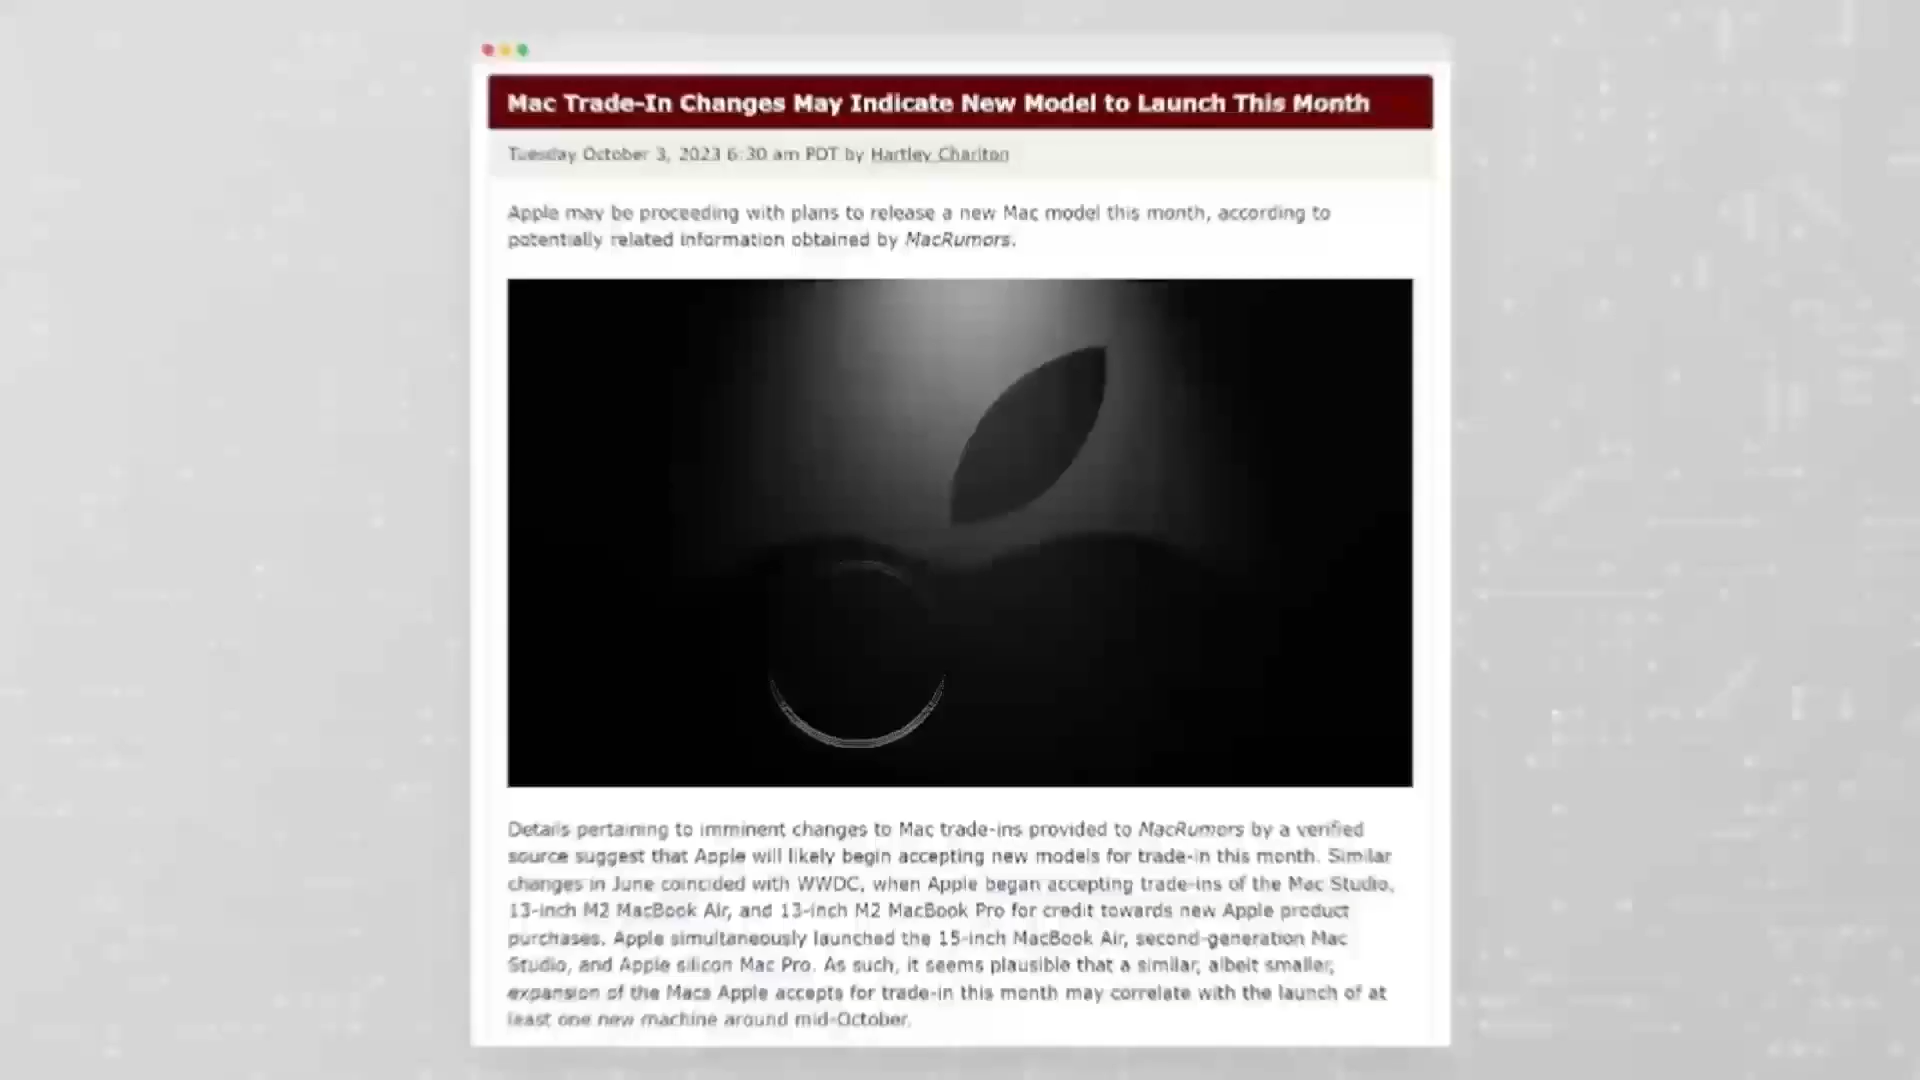 Mac Trade-In Changes May Indicate New Model to Launch This Month
Tuesday October 3, 2023 6:30 am PDT by Hartley Charlton
Apple may be proceeding with plans to release a new Mac model this month, according to
potentially related information obtained by MacRumors.
Details pertaining to imminent changes to Mac trade-ins provided to MacRumors by a verified
source suggest that Apple will likely begin accepting new models for trade-in this month. Similar
changes in June coincided with WWDC, when Apple began accepting trade-ins of the Mac Studio,
13-inch M2 MacBook Air, and 13-inch M2 MacBook Pro for credit towards new Apple product
purchases. Apple simultaneously launched the 15-inch MacBook Air, second-generation Mac
Studio, and Apple silicon Mac Pro. As such, it seems plausible that a similar, albeit smaller,
expansion of the Macs Apple accepts for trade-in this month may correlate with the launch of at
least one new machine around mid-October.